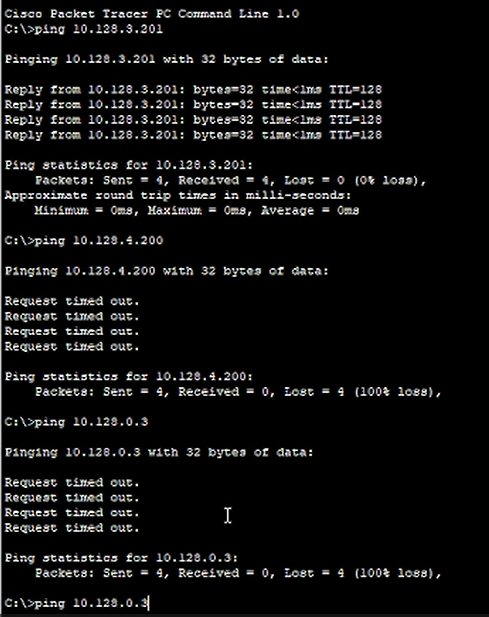 Cisco Packet Tracer PC Command Line 1.0
C:\>ping 10.128.3.201
Pinging 10.128.3.201 with 32 bytes of data:
Reply from 10.128.3.201: bytes=32 time<1ms TTL=128
Reply from 10.128.3.201: bytes=32 time<1ms TTL=128
Reply from 10.128.3.201: bytes=32 time<1ms TTL=128
Reply from 10.128.3.201: bytes=32 time<1ms TTL=128
Ping statistics for 10.128.3.201:
Packets: Sent = 4, Received = 4, Lost = 0 (0% loss),
Approximate round trip times in milli-seconds:
Minimum = 0ms, Maximum = 0ms, Average = 0ms
C:\>ping 10.128.4.200
Pinging 10.128.4.200 with 32 bytes of data:
Request timed out.
Request timed out.
Request timed out.
Request timed out.
Ping statistics for 10.128.4.200:
Packets: Sent = 4, Received = 0, Lost = 4 (100% loss),
C:\>ping 10.128.0.3
Pinging 10.128.0.3 with 32 bytes of data:
Request timed out.
Request timed out.
Request timed out.
Request timed out.
Ping statistics for 10.128.0.3:
Packets: Sent = 4, Received = 0, Lost = 4 (100% loss),
C:\>ping 10.128.0.3